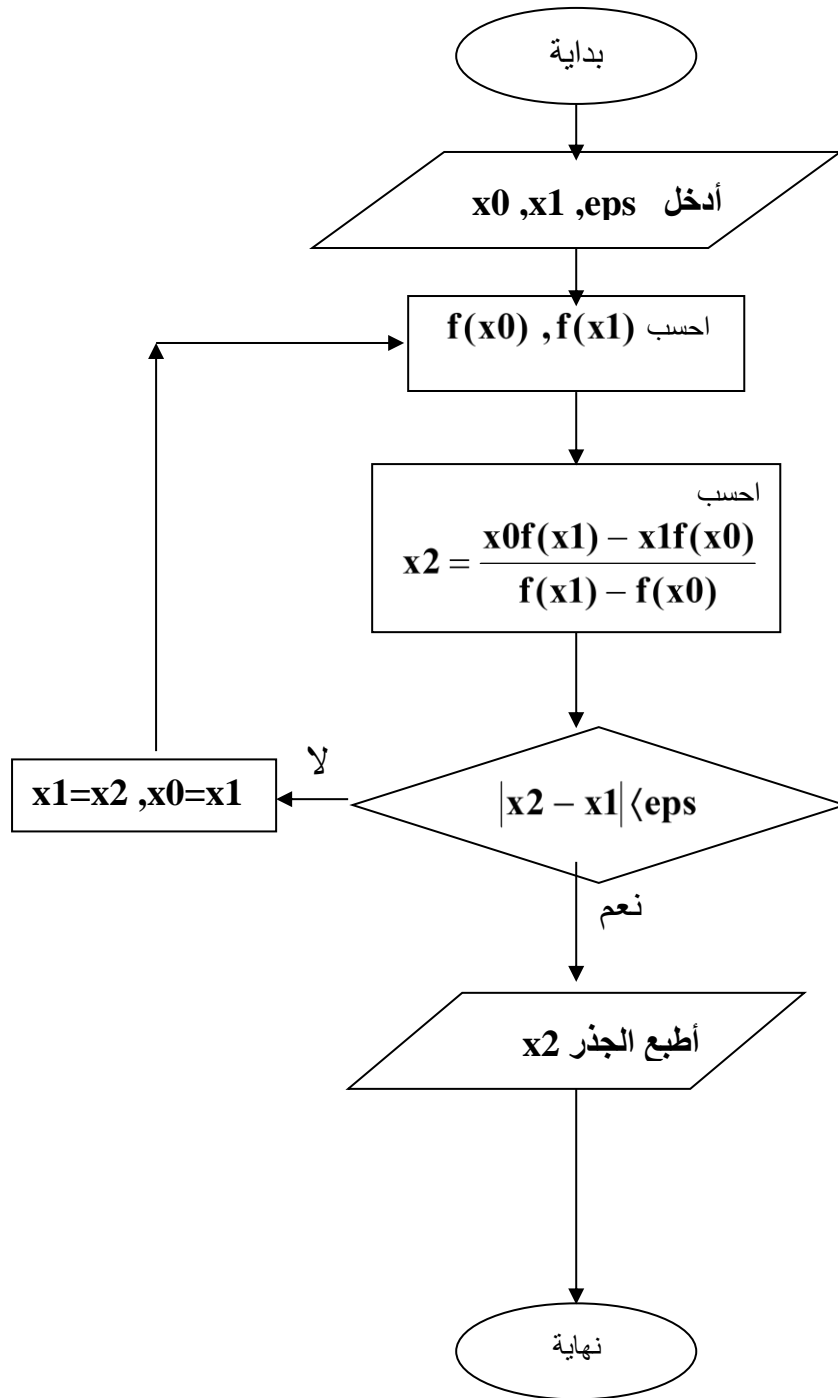 بداية
أدخل x0 ,x1 ,eps
احسب f(x0) ,f(x1)
احسب
x2 = \frac{x0f(x1) − x1f(x0)}{f(x1) − f(x0)}
|x2 − x1|⟨eps
لا
x1=x2 ,x0=x1
نعم
أطبع الجذر x2
نهاية